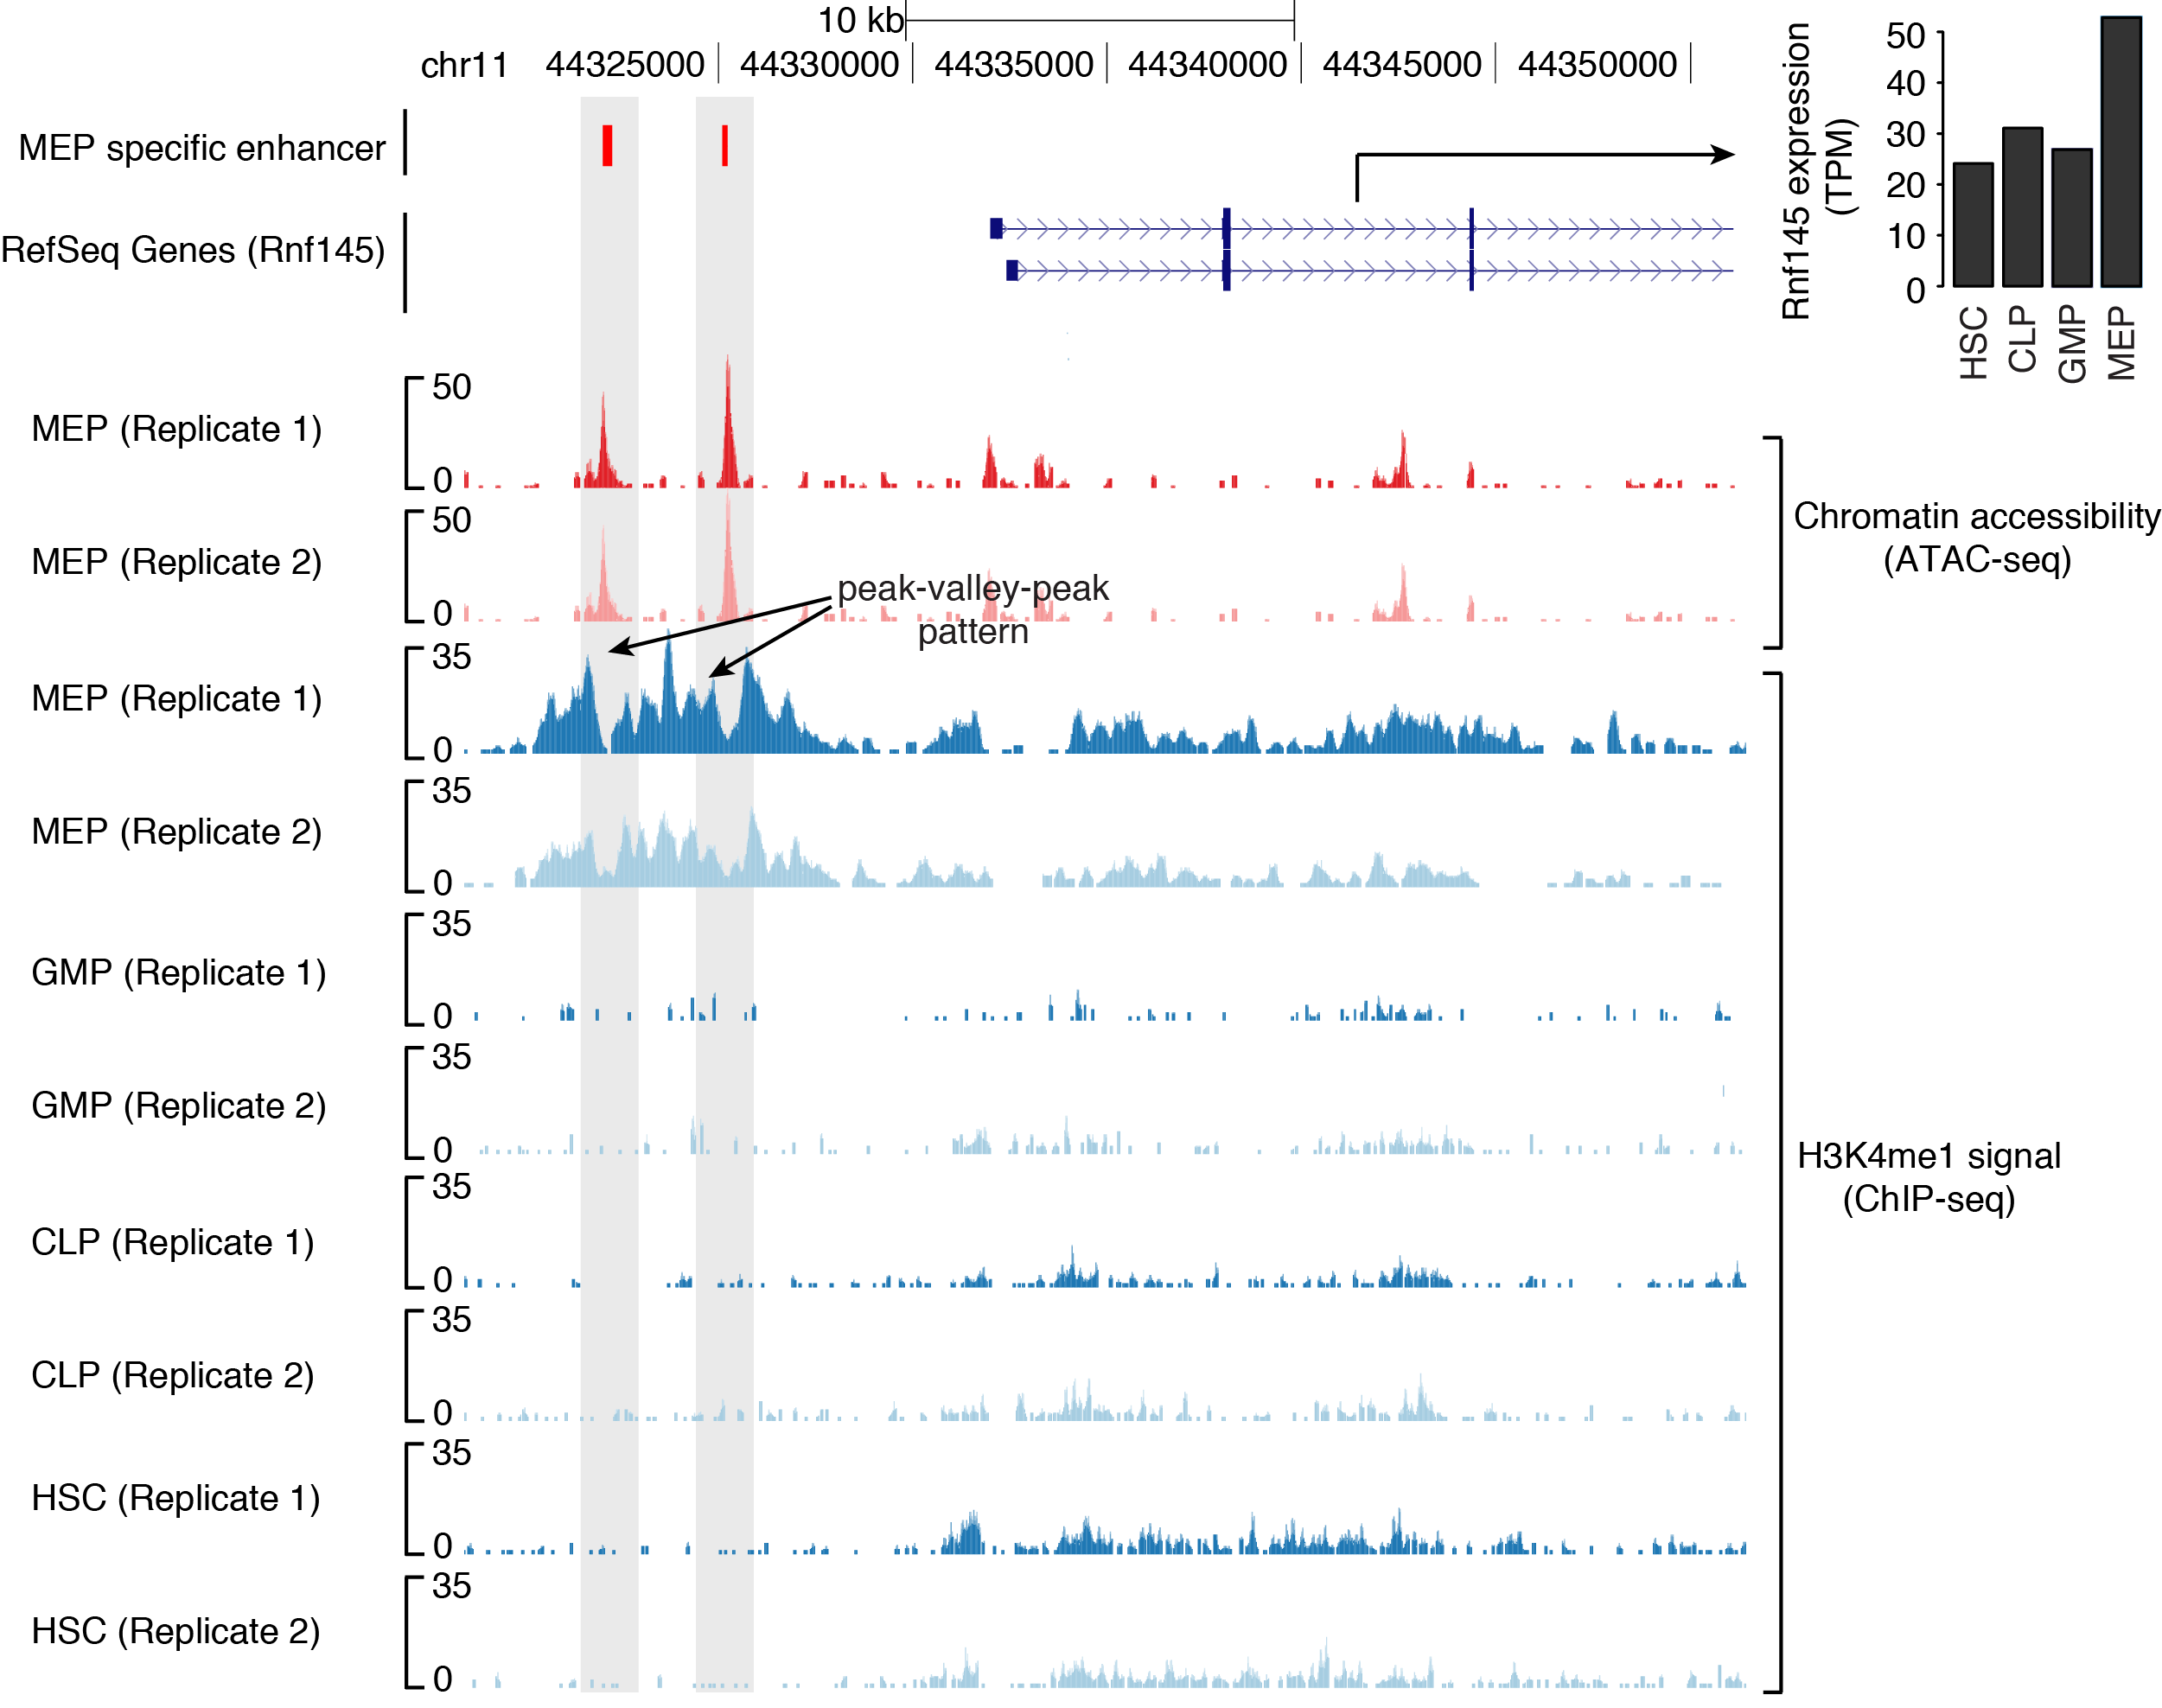 10 kb
chr11 44325000 44330000 44335000 44340000 44345000 44350000
MEP specific enhancer
RefSeq Genes (Rnf145)
Rnf145 expression
(TPM)
50
40
30
20
10
0
HSC
CLP
GMP
MEP
MEP (Replicate 1)
50
0
MEP (Replicate 2)
50
0
Chromatin accessibility
(ATAC-seq)
peak-valley-peak
pattern
MEP (Replicate 1)
35
0
MEP (Replicate 2)
35
0
GMP (Replicate 1)
35
0
GMP (Replicate 2)
35
0
H3K4me1 signal
(ChIP-seq)
CLP (Replicate 1)
35
0
CLP (Replicate 2)
35
0
HSC (Replicate 1)
35
0
HSC (Replicate 2)
35
0